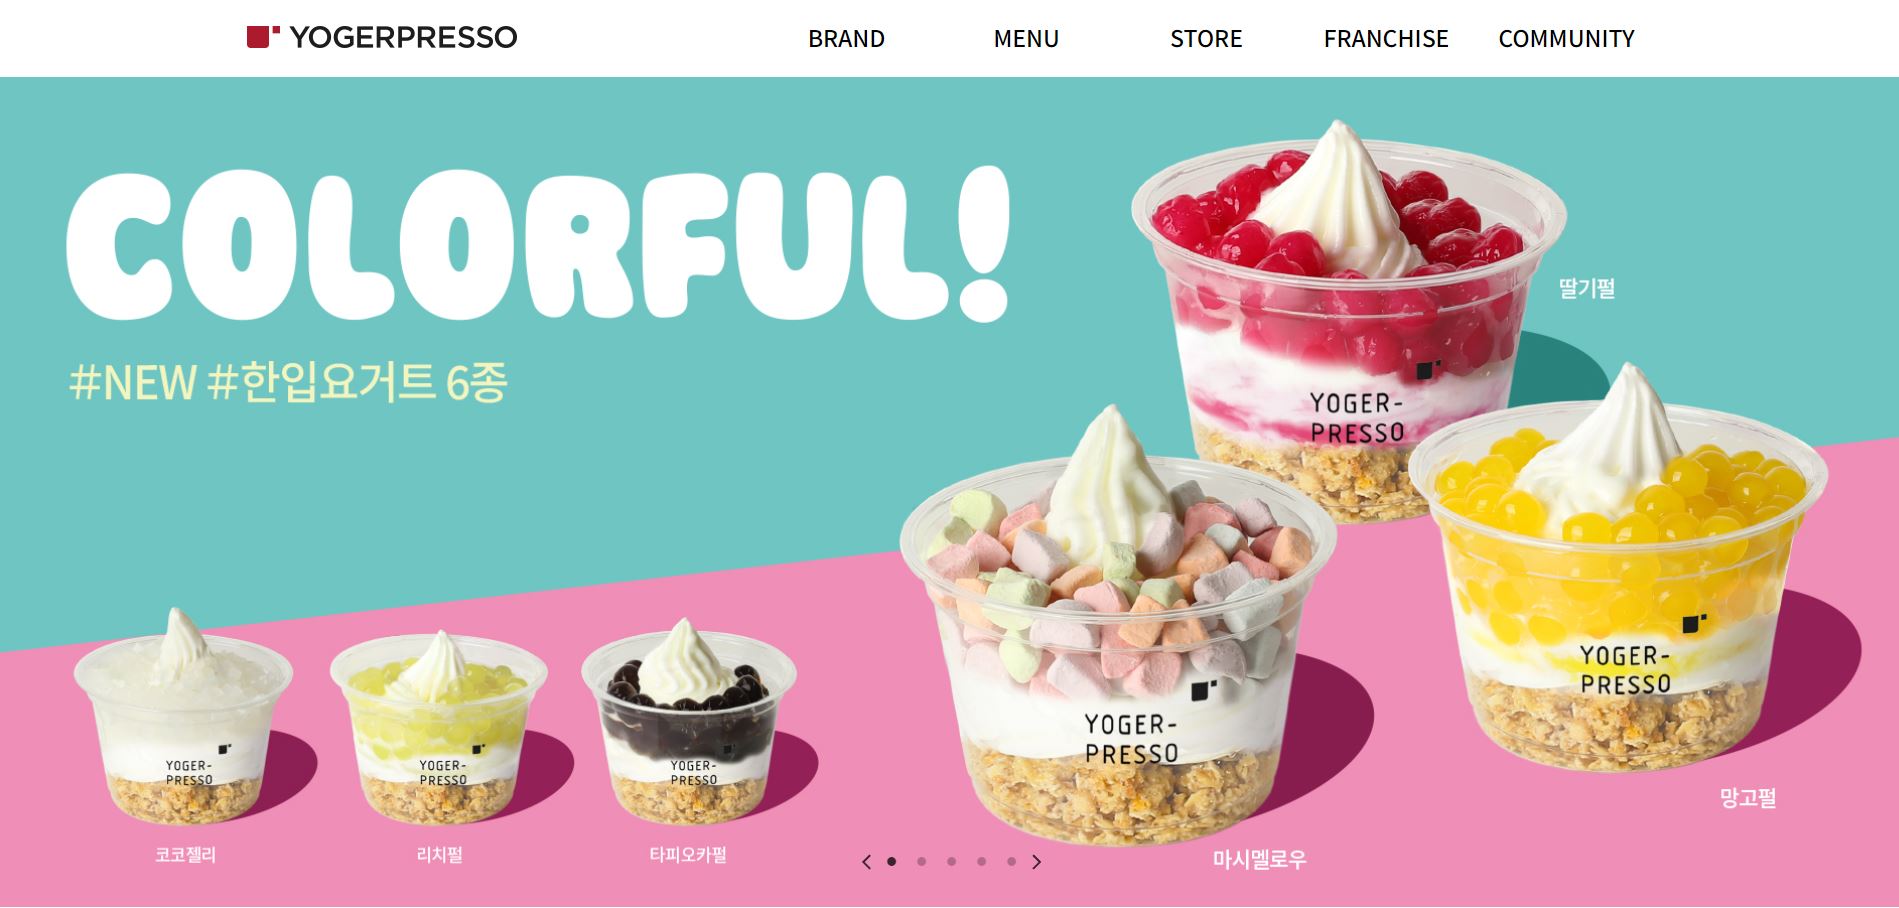 YOGERPRESSO
BRAND
MENU
STORE
FRANCHISE
COMMUNITY
COLORFUL!
#NEW #한입요거트 6종
딸기펄
YOGER-
PRESSO
YOGER-
PRESSO
망고펄
YOGER-
PRESSO
마시멜로우
YOGER-
PRESSO
코코젤리
YOGER-
PRESSO
리치펄
YOGER-
PRESSO
타피오카펄